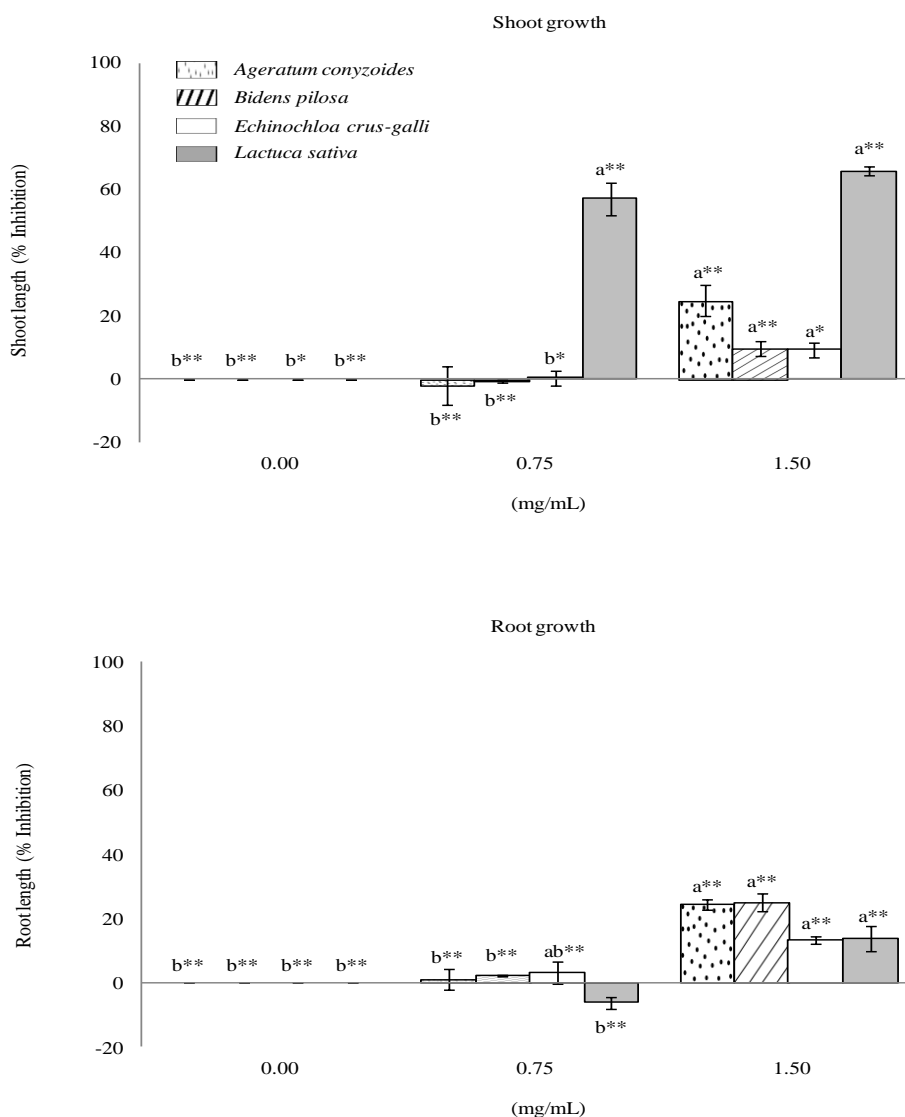 Shoot growth
100
80
60
40
20
0
-20
Shoot length (% Inhibition)
Ageratum conyzoides
Bidens pilosa
Echinochloa crus-galli
Lactuca sativa
b** b** b* b**
b** b** b* a**
a** a** a* a**
0.00 0.75 1.50
(mg/mL)
Root growth
100
80
60
40
20
0
-20
Root length (% Inhibition)
b** b** b** b**
b** b** ab** b**
a** a** a** a**
0.00 0.75 1.50
(mg/mL)